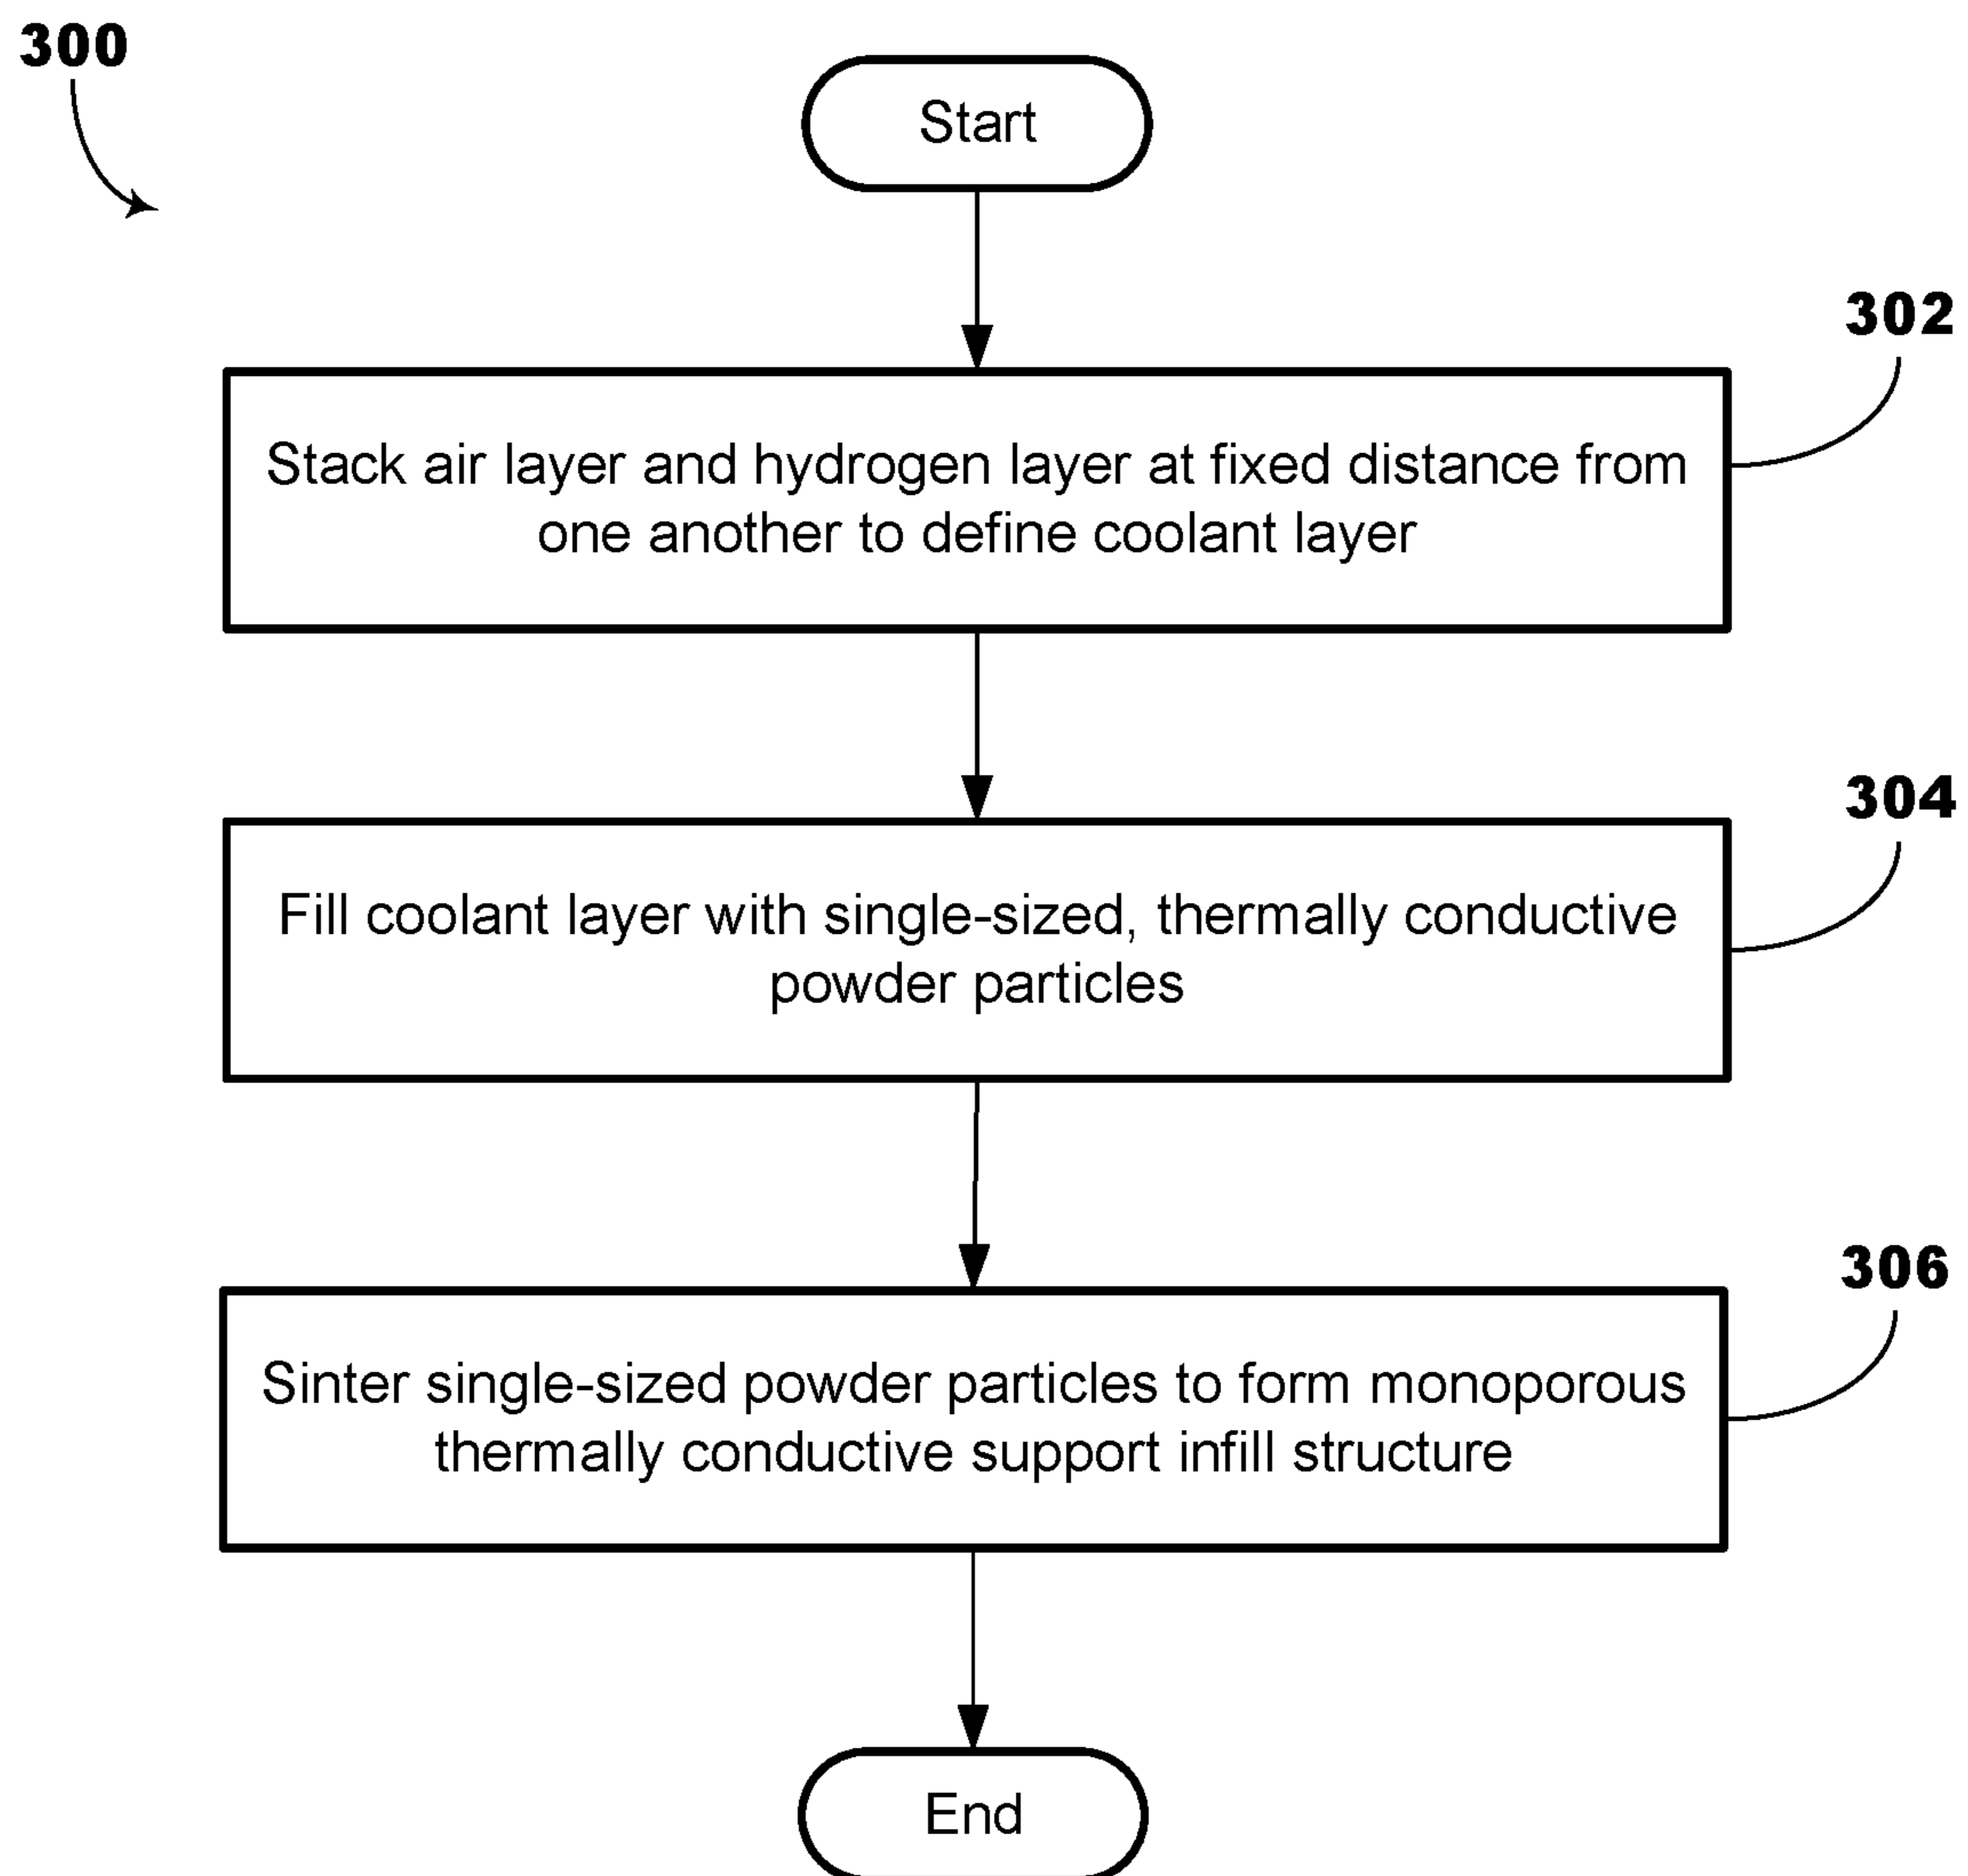 300
Start
302
Stack air layer and hydrogen layer at fixed distance from
one another to define coolant layer
304
Fill coolant layer with single-sized, thermally conductive
powder particles
306
Sinter single-sized powder particles to form monoporous
thermally conductive support infill structure
End